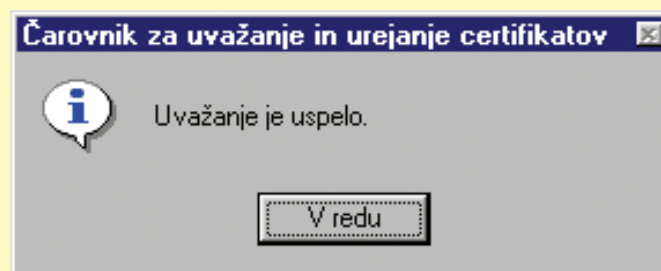 Čarovnik za uvažanje in urejanje certifikatov
Uvažanje je uspelo.
V redu